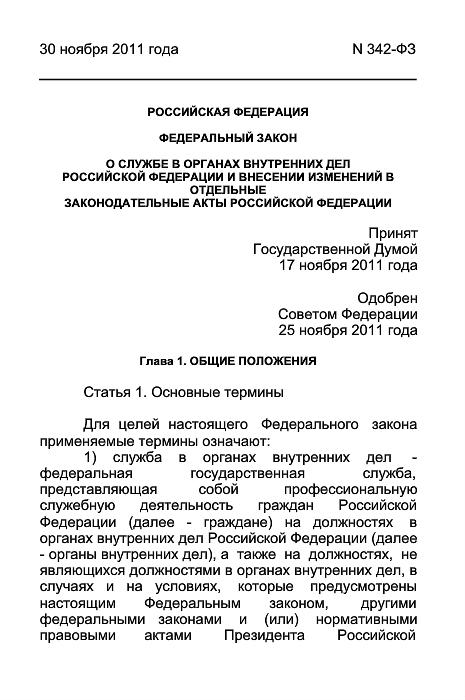 30 ноября 2011 года N 342-ФЗ
РОССИЙСКАЯ ФЕДЕРАЦИЯ
ФЕДЕРАЛЬНЫЙ ЗАКОН
О СЛУЖБЕ В ОРГАНАХ ВНУТРЕННИХ ДЕЛ
РОССИЙСКОЙ ФЕДЕРАЦИИ И ВНЕСЕНИИ ИЗМЕНЕНИЙ В
ОТДЕЛЬНЫЕ
ЗАКОНОДАТЕЛЬНЫЕ АКТЫ РОССИЙСКОЙ ФЕДЕРАЦИИ
Принят
Государственной Думой
17 ноября 2011 года
Одобрен
Советом Федерации
25 ноября 2011 года
Глава 1. ОБЩИЕ ПОЛОЖЕНИЯ
Статья 1. Основные термины
Для целей настоящего Федерального закона
применяемые термины означают:
1) служба в органах внутренних дел -
федеральная государственная служба,
представляющая собой профессиональную
служебную деятельность граждан Российской
Федерации (далее - граждане) на должностях в
органах внутренних дел Российской Федерации (далее
- органы внутренних дел), а также на должностях, не
являющихся должностями в органах внутренних дел, в
случаях и на условиях, которые предусмотрены
настоящим Федеральным законом, другими
федеральными законами и (или) нормативными
правовыми актами Президента Российской